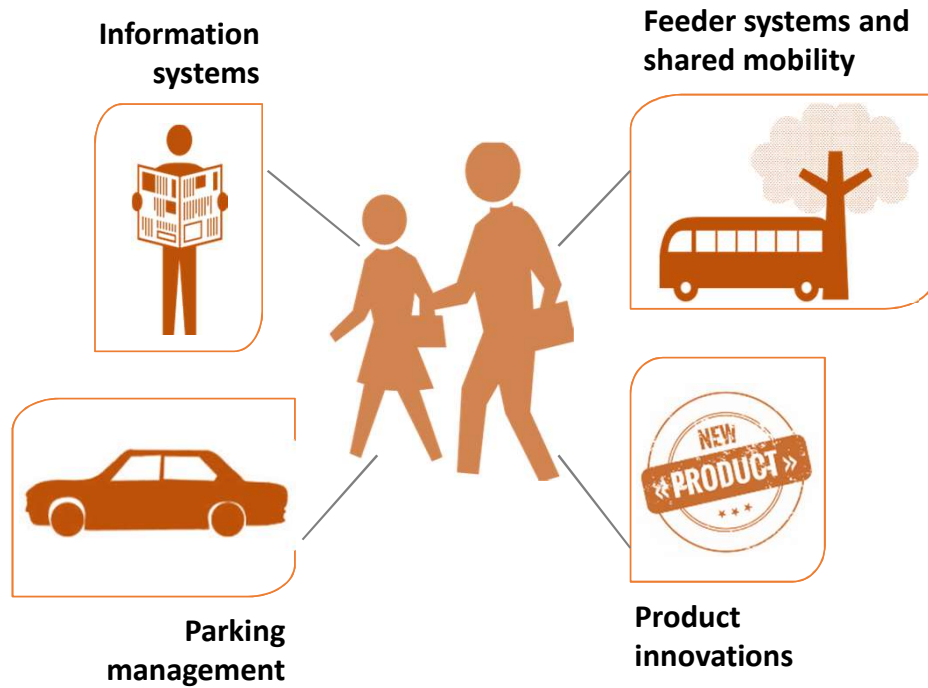 Information
systems
Feeder systems and
shared mobility
NEW
« PRODUCT »
Parking
management
Product
innovations